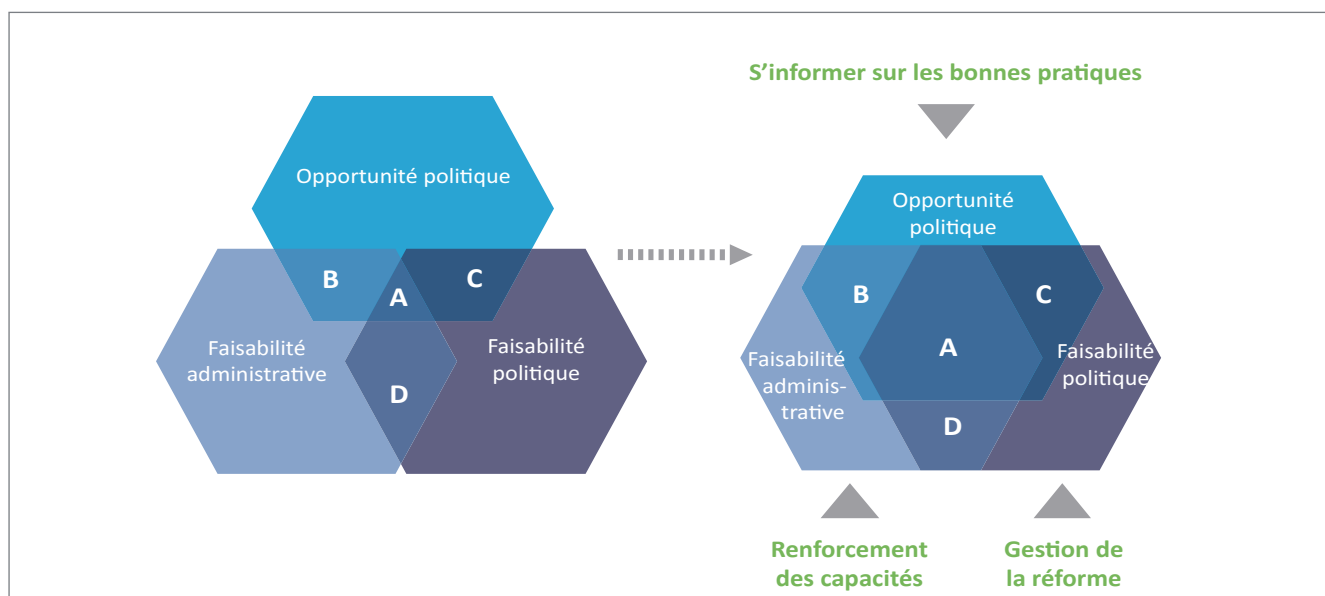 Opportunité politique
B
A
C
Faisabilité
administrative
Faisabilité
politique
D
S’informer sur les bonnes pratiques
Opportunité
politique
B
C
A
Faisabilité
adminis-
trative
Faisabilité
politique
D
Renforcement
des capacités
Gestion de
la réforme